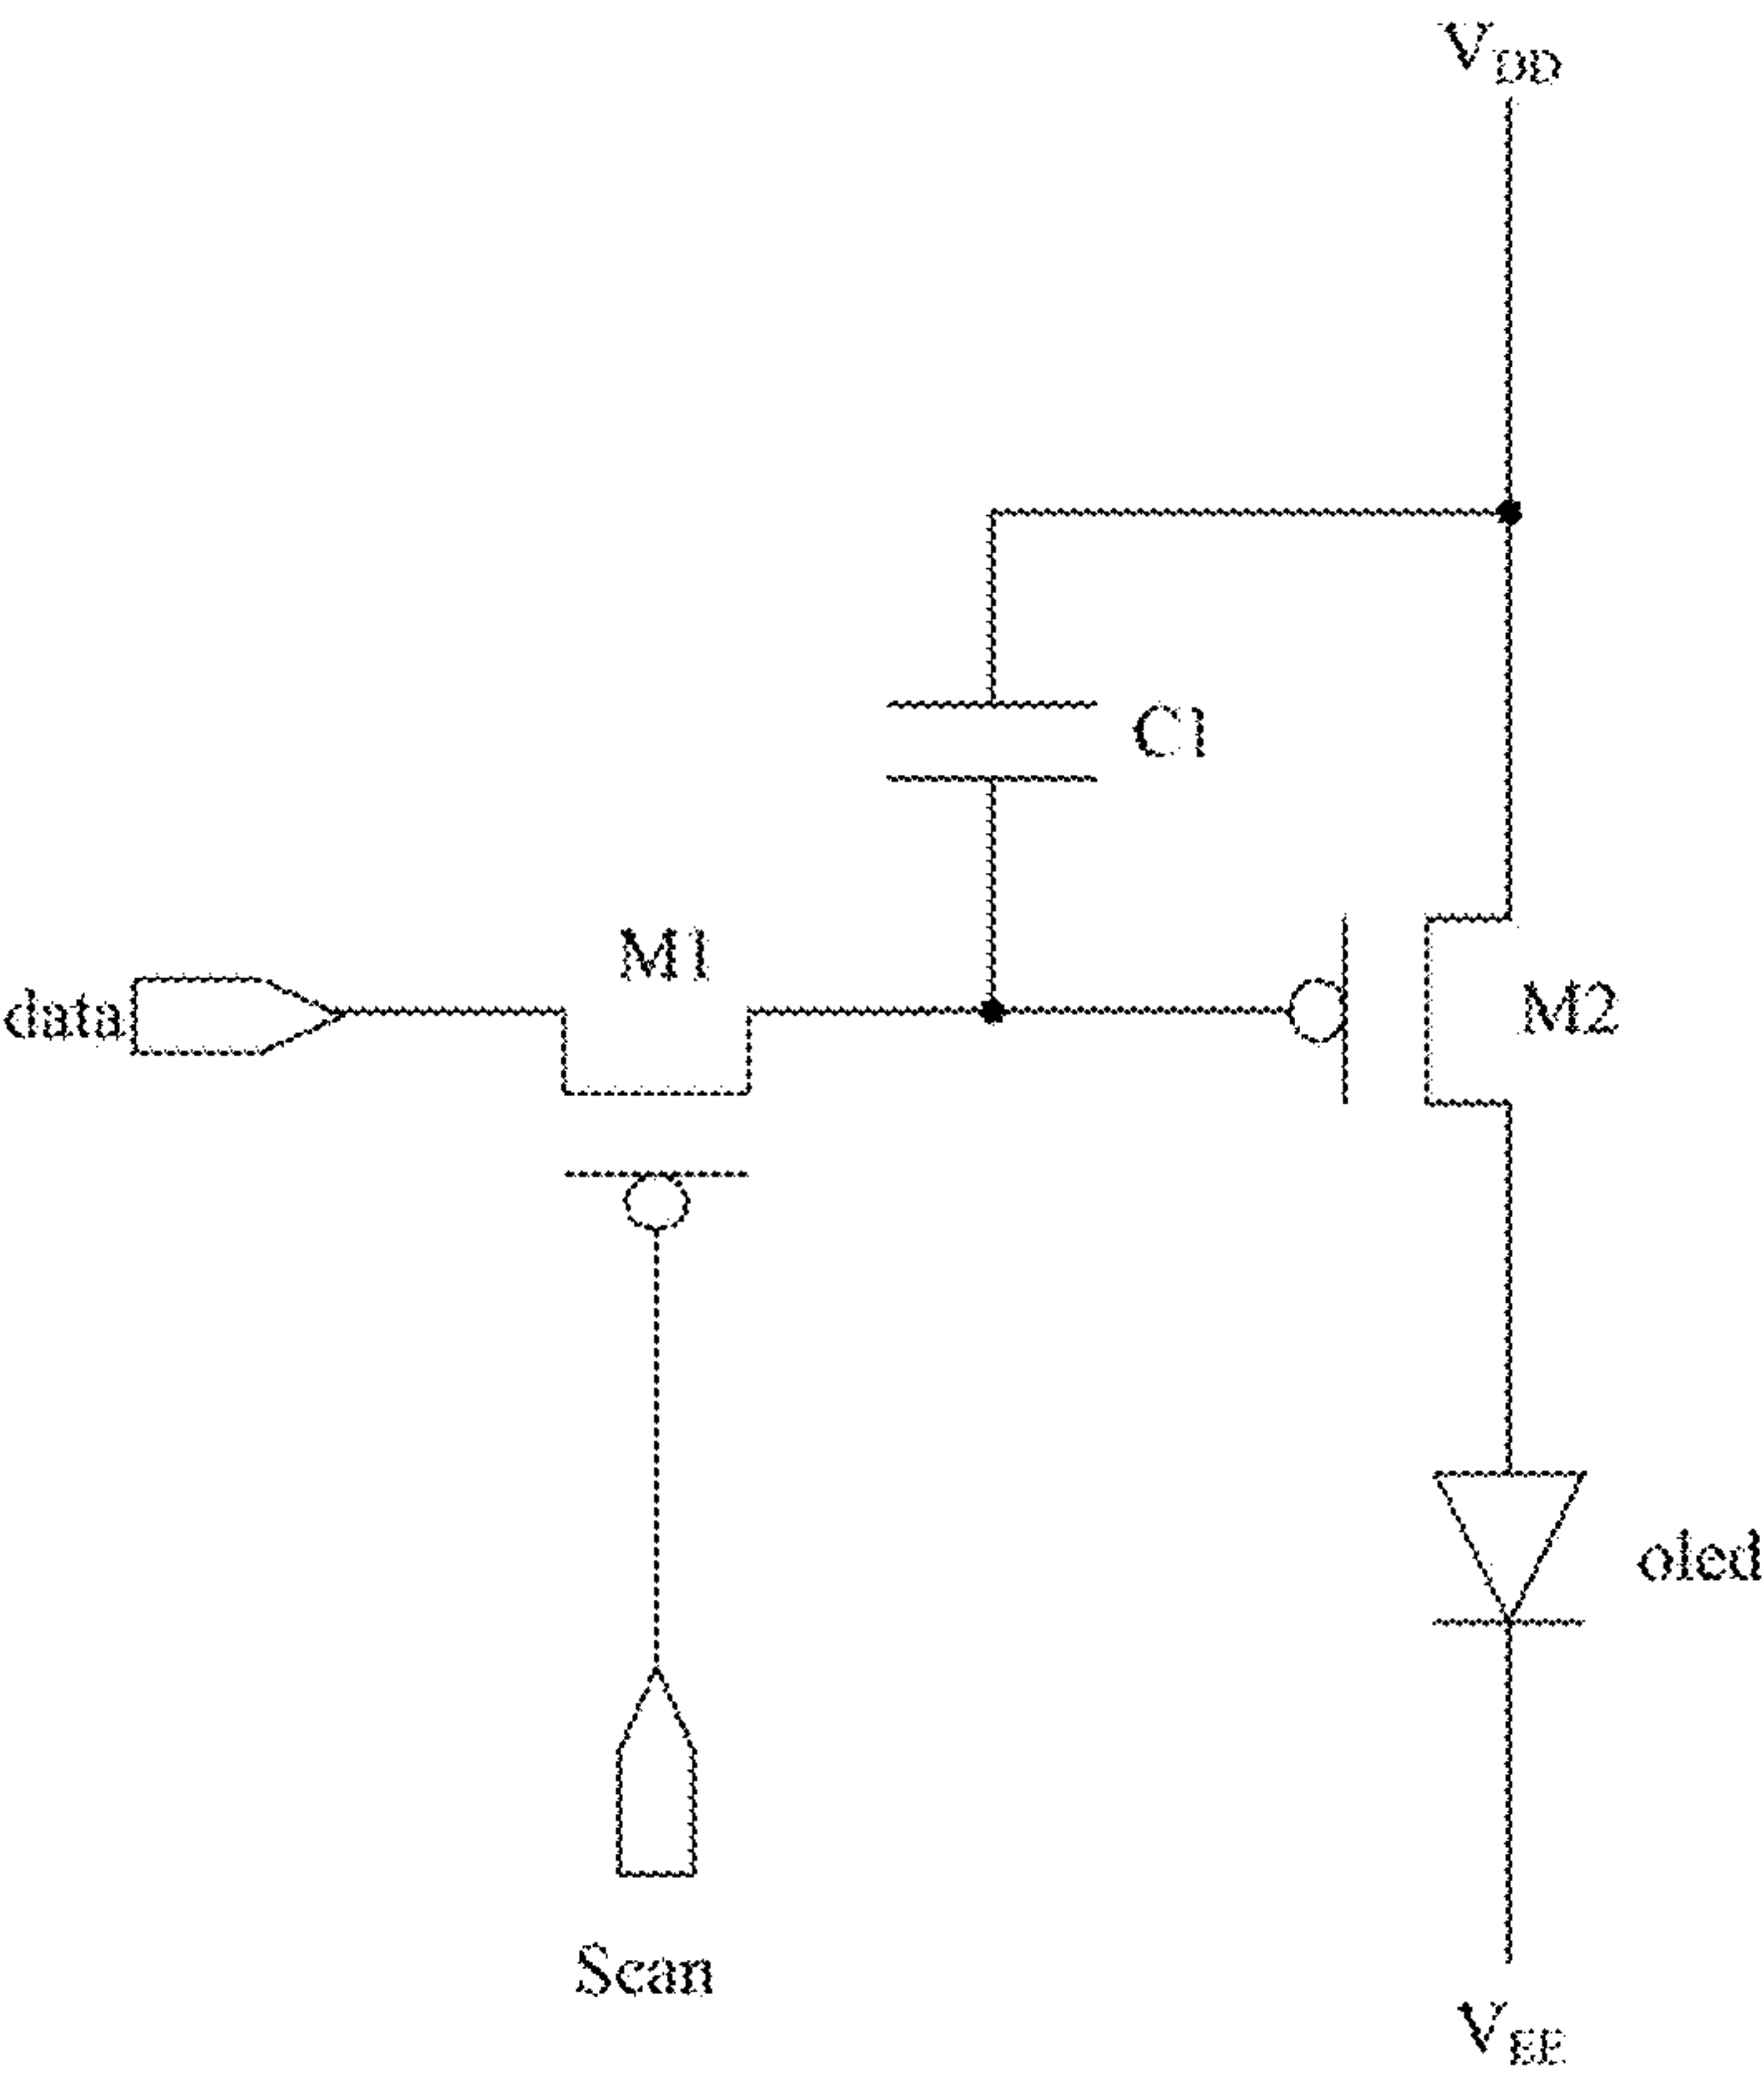 VDD
C1
M1
data
M2
oled
Scan
VEE